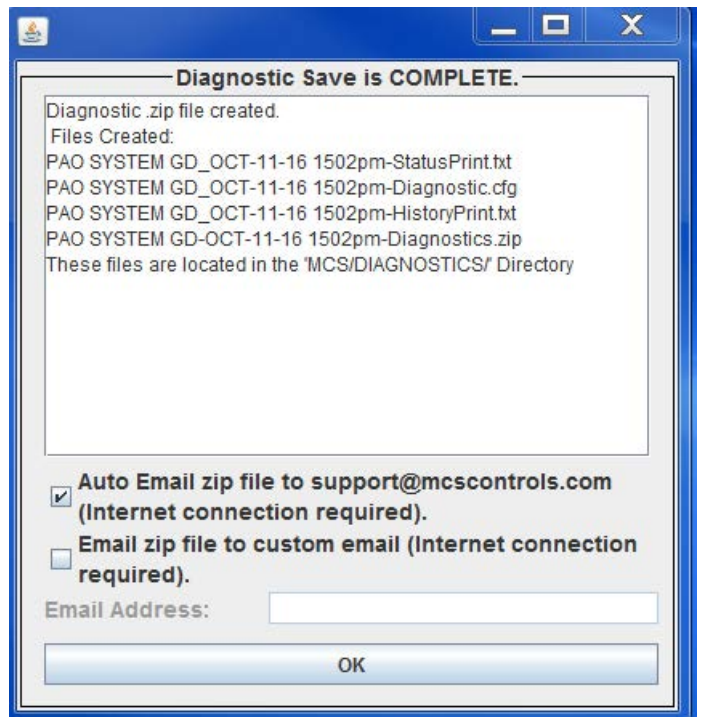 Diagnostic Save is COMPLETE.
Diagnostic .zip file created.
Files Created:
PAO SYSTEM GD_OCT-11-16 1502pm-StatusPrint.txt
PAO SYSTEM GD_OCT-11-16 1502pm-Diagnostic.cfg
PAO SYSTEM GD_OCT-11-16 1502pm-HistoryPrint.txt
PAO SYSTEM GD-OCT-11-16 1502pm-Diagnostics.zip
These files are located in the 'MCS/DIAGNOSTICS/' Directory
Auto Email zip file to support@mcscontrols.com
(Internet connection required).
Email zip file to custom email (Internet connection
required).
Email Address:
OK